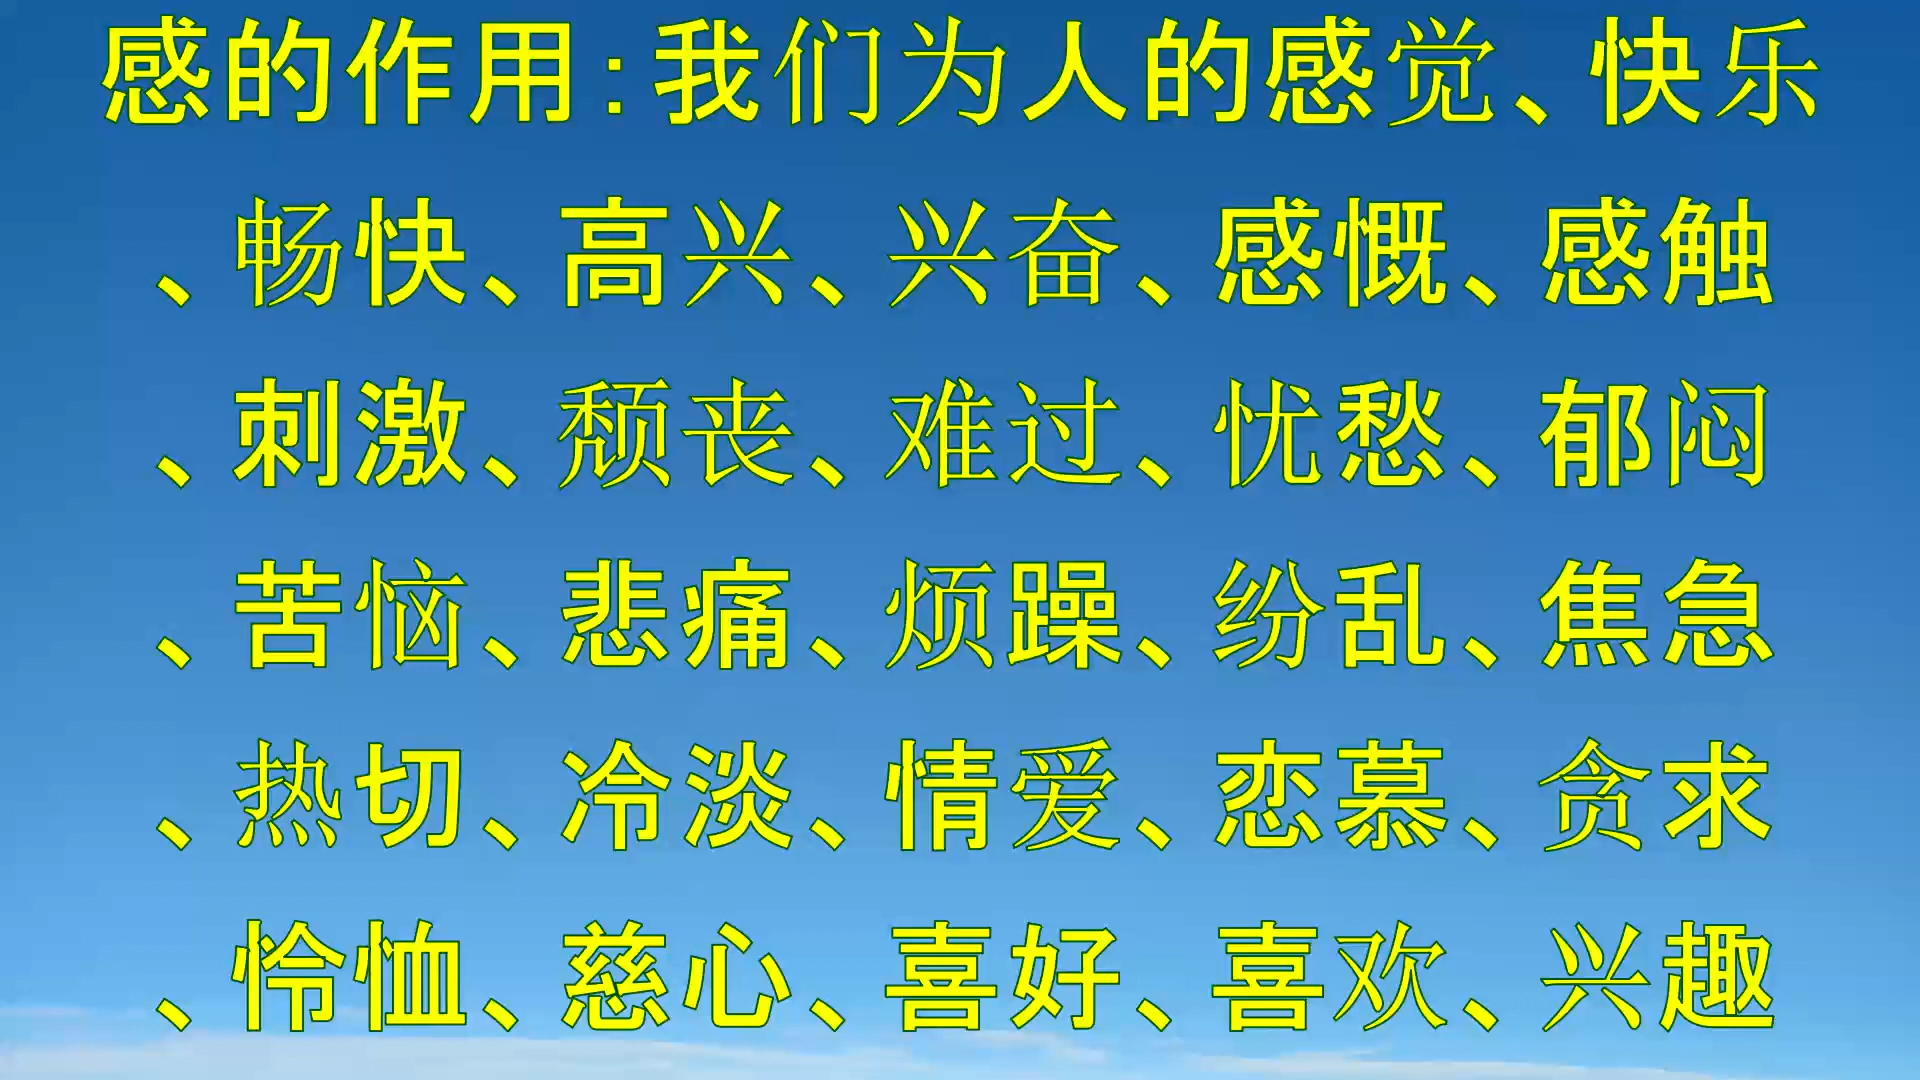 感的作用:我们为人的感觉、快乐
、畅快、高兴、兴奋、感慨、感触
、刺激、颓丧、难过、忧愁、郁闷
、苦恼、悲痛、烦躁、纷乱、焦急
、热切、冷淡、情爱、恋慕、贪求
、怜恤、慈心、喜好、喜欢、兴趣